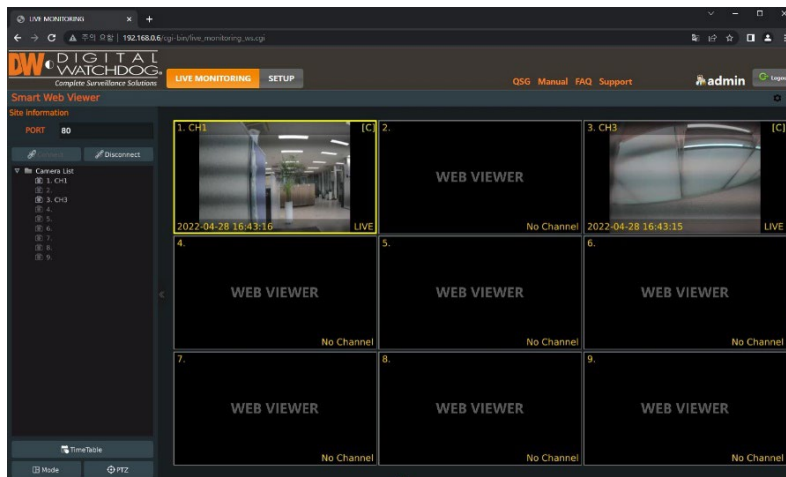 LIVE MONITORING
주의 요함 192.168.0.6/cgi-bin/live_monitoring_ws.cgi
DW DIGITAL
WATCHDOG
Complete Surveillance Solutions
LIVE MONITORING SETUP
QSG Manual FAQ Support
admin
Smart Web Viewer
Site Information
PORT 80
Disconnect
Camera List
1. CH1
2.
3. CH3
4.
5.
6.
7.
8.
9.
TimeTable
Mode PTZ
1. CH1 [C]
2022-04-28 16:43:16 LIVE
2.
WEB VIEWER
No Channel
3. CH3 [C]
2022-04-28 16:43:15 LIVE
4.
WEB VIEWER
No Channel
5.
WEB VIEWER
No Channel
6.
WEB VIEWER
No Channel
7.
WEB VIEWER
No Channel
8.
WEB VIEWER
No Channel
9.
WEB VIEWER
No Channel